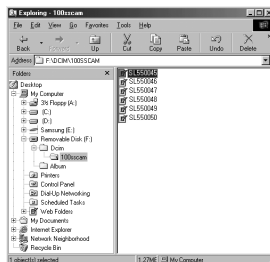 Exploring - 100sscam
File Edit View Go Favorites Tools Help
Back Forward Up Cut Copy Paste Undo Delete
Address F:\DCIM\100SSCAM
Folders
Desktop
My Computer
3½ Floppy (A:)
(C:)
(D:)
Samsung (E:)
Removable Disk (F:)
Dcim
100sscam
Album
Printers
Control Panel
Dial-Up Networking
Scheduled Tasks
Web Folders
My Documents
Internet Explorer
Network Neighborhood
Recycle Bin
SL550045
SL550046
SL550047
SL550048
SL550049
SL550050
1 object(s) selected 1.27MB My Computer